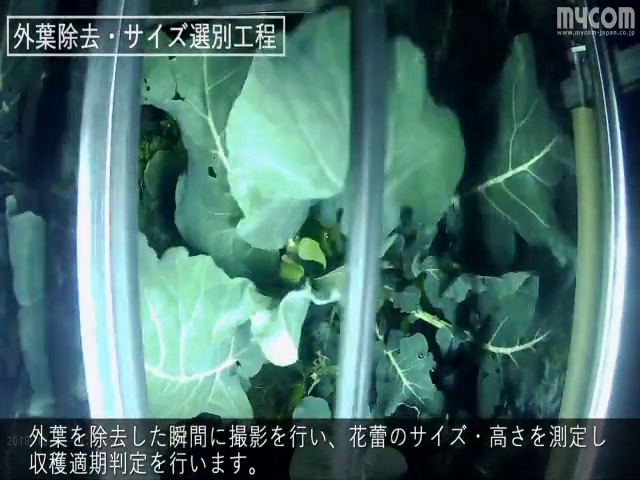 外葉除去・サイズ選別工程
mycom
www.mycom-japan.co.jp
外葉を除去した瞬間に撮影を行い、花蕾のサイズ・高さを測定し
収穫適期判定を行います。